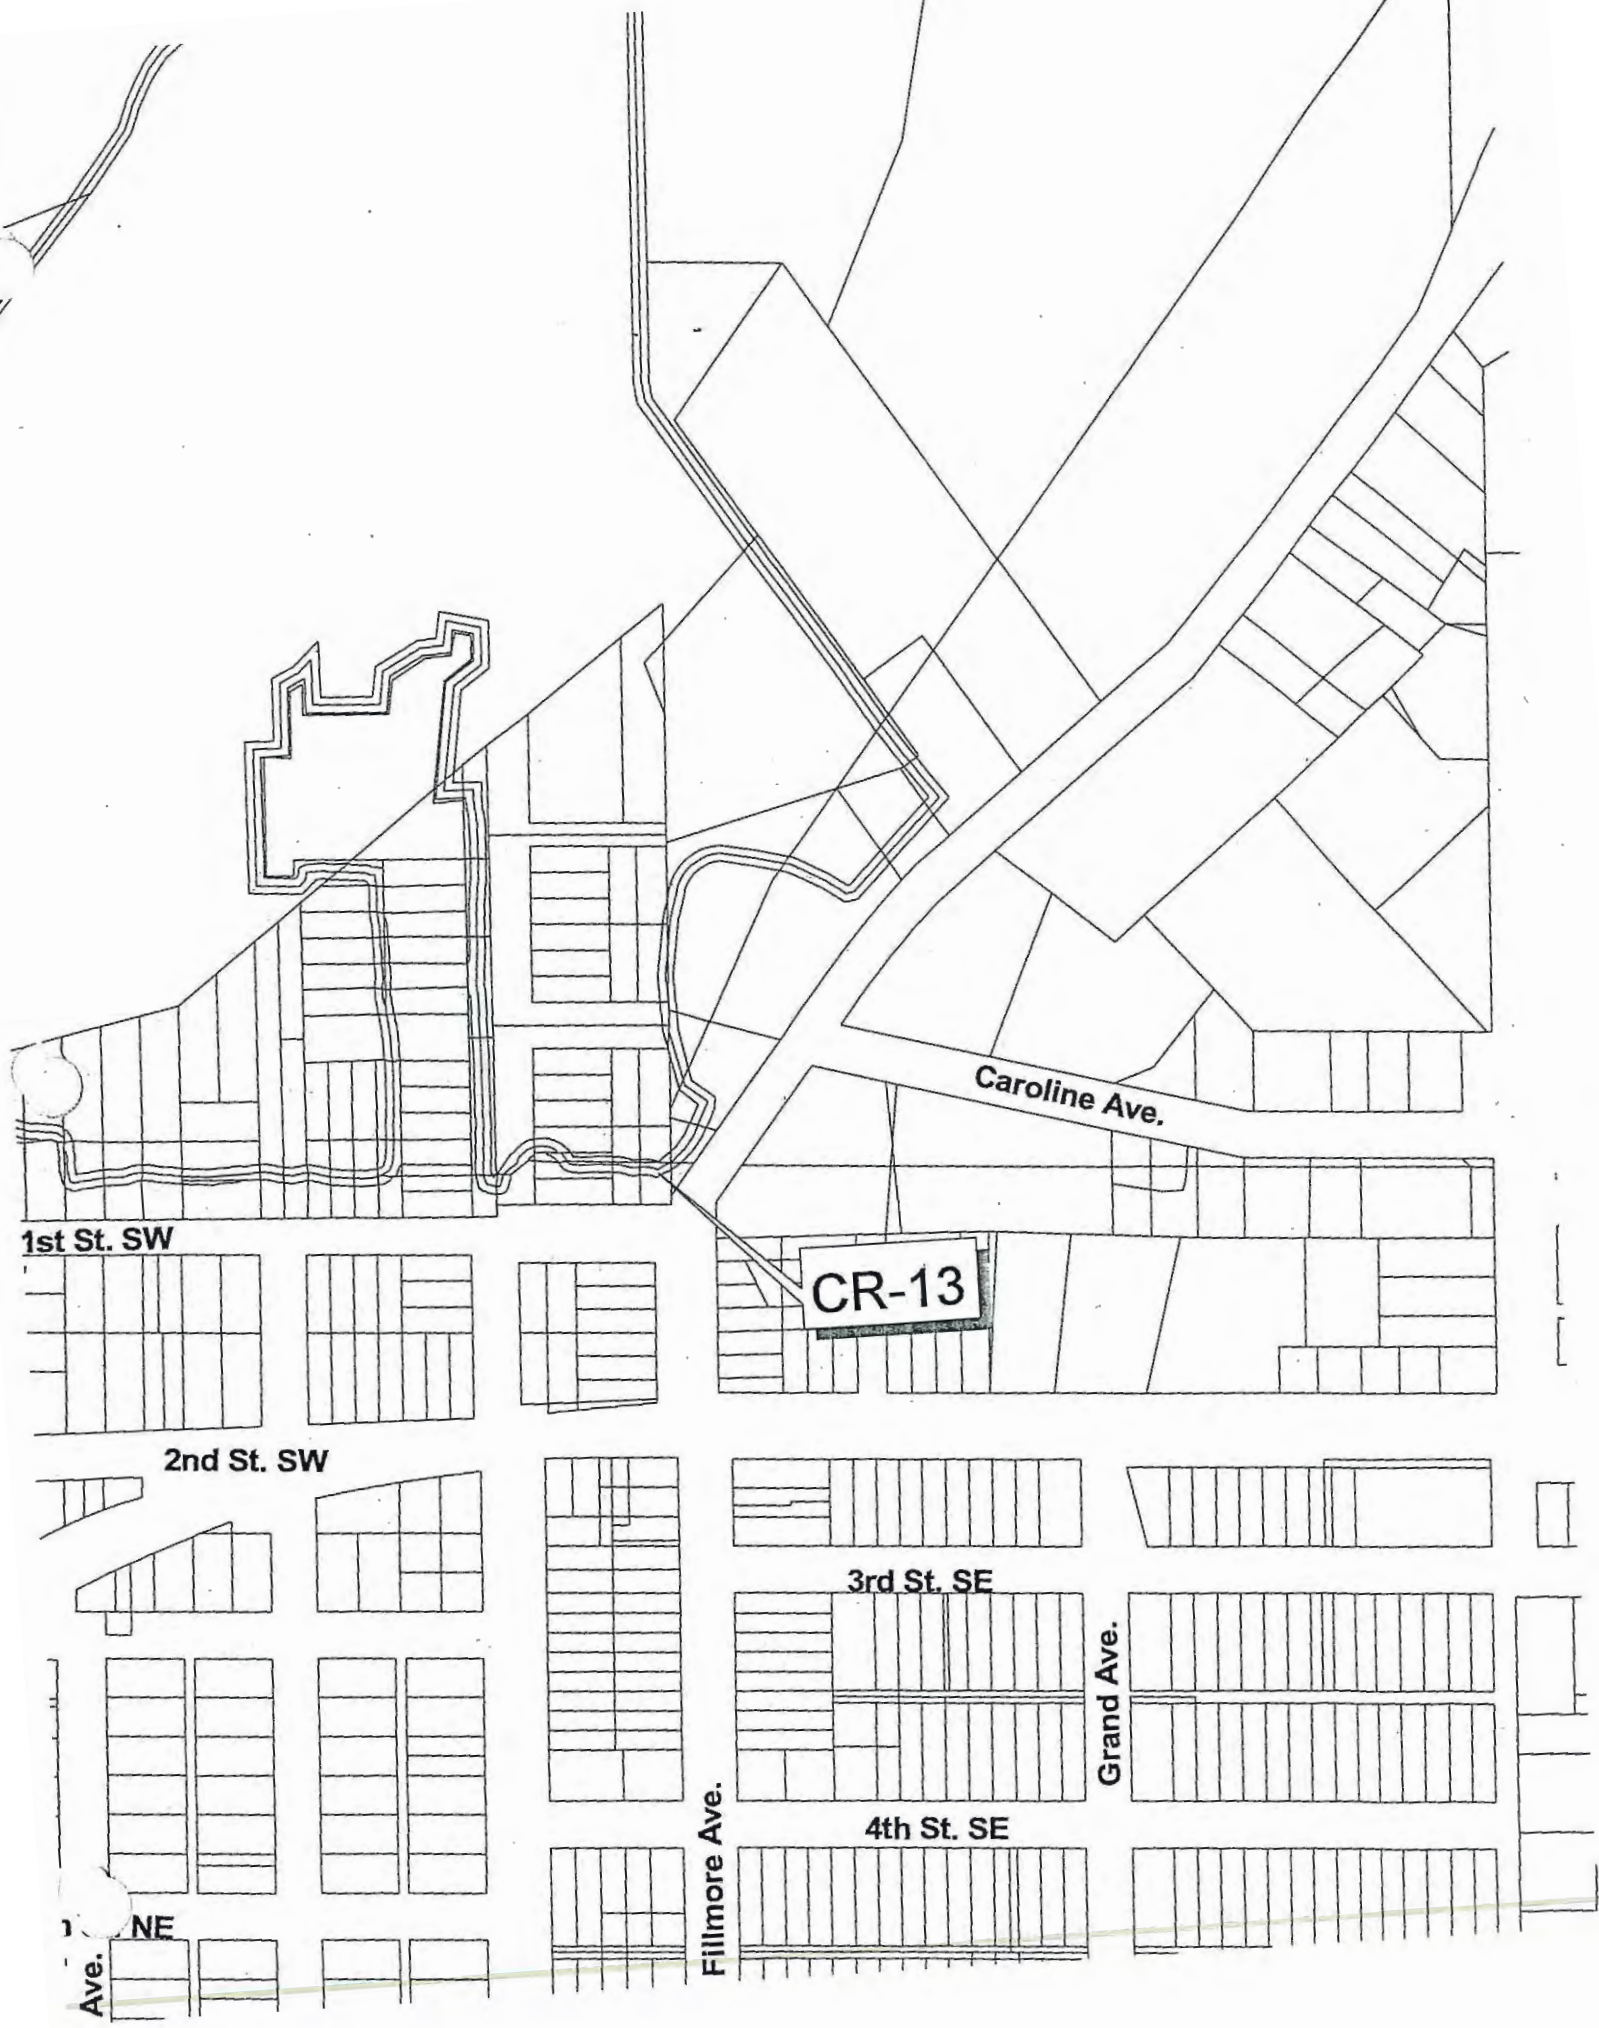 Caroline Ave.
1st St. SW
CR-13
2nd St. SW
3rd St. SE
Grand Ave.
Fillmore Ave.
4th St. SE
NE
Ave.